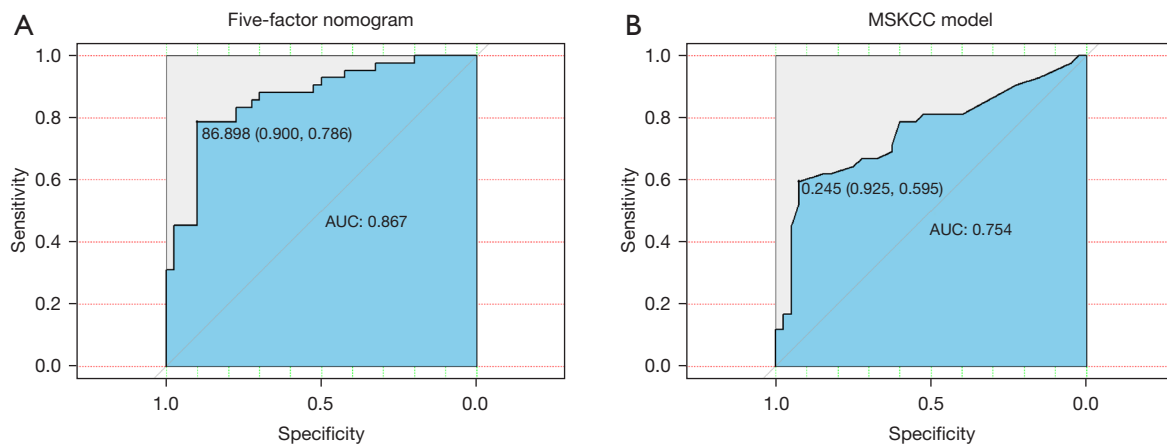 A
Five-factor nomogram
1.0
0.8
0.6
0.4
0.2
0.0
Sensitivity
86.898 (0.900, 0.786)
AUC: 0.867
1.0
0.5
0.0
Specificity
B
MSKCC model
1.0
0.8
0.6
0.4
0.2
0.0
Sensitivity
0.245 (0.925, 0.595)
AUC: 0.754
1.0
0.5
0.0
Specificity